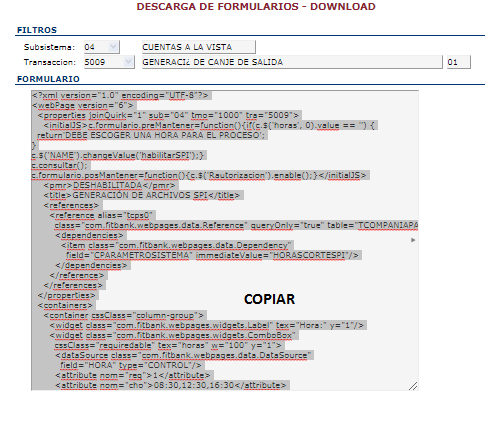 DESCARGA DE FORMULARIOS - DOWNLOAD
FILTROS
Subsistema: 04 CUENTAS A LA VISTA
Transaccion: 5009 GENERACIÓ DE CANJE DE SALIDA 01
FORMULARIO
<?xml version="1.0" encoding="UTF-8"?>
<webPage version="6">
<properties joinQuirk="1" sub="04" tmo="1000" tra="5009">
<initialJS>c.formulario.preMantener=function(){if(c.$('horas', 0).value == '') {
return'DEBE ESCOGER UNA HORA PARA EL PROCESO';
}
c.$('NAME').changeValue('habilitarSPI');}
c.consultar();
c.formulario.posMantener=function(){c.$('Rautorizacion').enable();}</initialJS>
<pmr>DESHABILITADA</pmr>
<title>GENERACIÓN DE ARCHIVOS SPI</title>
<references>
<reference alias="tcps0"
class="com.fitbank.webpages.data.Reference" queryOnly="true" table="TCOMPANIAPA
<dependencies>
<item class="com.fitbank.webpages.data.Dependency"
field="CPARAMETROSISTEMA" immediateValue="HORASCORTESPI"/>
</dependencies>
</reference>
</references>
</properties>
<containers>
COPIAR
<container cssClass="column-group">
<widget class="com.fitbank.webpages.widgets.Label" tex="Hora:" y="1"/>
<widget class="com.fitbank.webpages.widgets.ComboBox"
cssClass="requiredable" tex="horas" w="100" y="1">
<dataSource class="com.fitbank.webpages.data.DataSource"
field="HORA" type="CONTROL"/>
<attribute nom="req">1</attribute>
<attribute nom="cho">08:30,12:30,16:30</attribute>